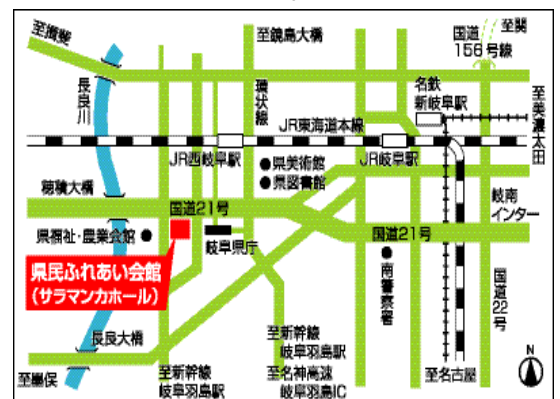 至揖斐
至鏡島大橋
至関
国道
156号線
長良川
環状線
名鉄
新岐阜駅
至美濃太田
JR東海道本線
JR西岐阜駅
JR岐阜駅
●県美術館
●県図書館
穂積大橋
国道21号
岐南
インター
県福祉・農業会館●
岐阜県庁
国道21号
県民ふれあい会館
(サラマンカホール)
南警察署
国道22号
長良大橋
至墨俣
至新幹線
岐阜羽島駅
至新幹線
岐阜羽島駅
至名神高速
岐阜羽島IC
至名古屋
N